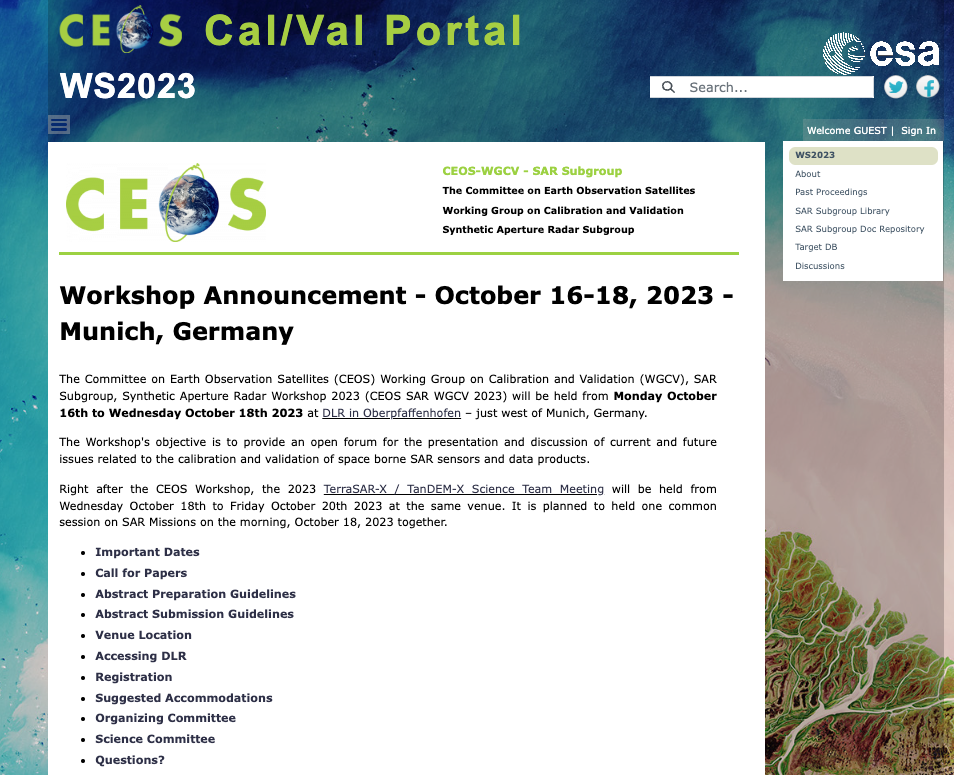 CEOS Cal/Val Portal
esa
WS2023
Search...
Welcome GUEST | Sign In
WS2023
About
Past Proceedings
SAR Subgroup Library
SAR Subgroup Doc Repository
Target DB
Discussions
CEOS
CEOS-WGCV - SAR Subgroup
The Committee on Earth Observation Satellites
Working Group on Calibration and Validation
Synthetic Aperture Radar Subgroup
Workshop Announcement - October 16-18, 2023 -
Munich, Germany
The Committee on Earth Observation Satellites (CEOS) Working Group on Calibration and Validation (WGCV), SAR
Subgroup, Synthetic Aperture Radar Workshop 2023 (CEOS SAR WGCV 2023) will be held from Monday October
16th to Wednesday October 18th 2023 at DLR in Oberpfaffenhofen – just west of Munich, Germany.
The Workshop's objective is to provide an open forum for the presentation and discussion of current and future
issues related to the calibration and validation of space borne SAR sensors and data products.
Right after the CEOS Workshop, the 2023 TerraSAR-X / TanDEM-X Science Team Meeting will be held from
Wednesday October 18th to Friday October 20th 2023 at the same venue. It is planned to held one common
session on SAR Missions on the morning, October 18, 2023 together.
• Important Dates
• Call for Papers
• Abstract Preparation Guidelines
• Abstract Submission Guidelines
• Venue Location
• Accessing DLR
• Registration
• Suggested Accommodations
• Organizing Committee
• Science Committee
• Questions?